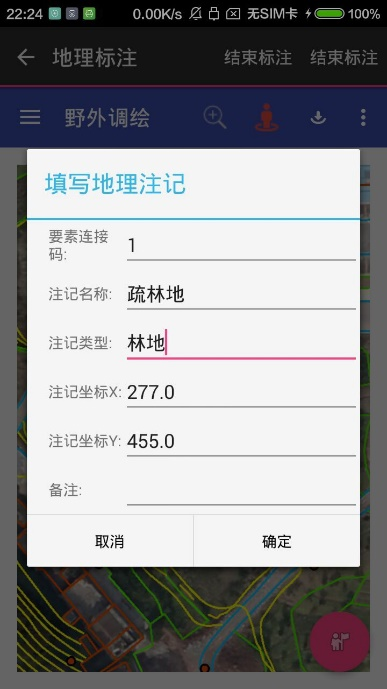 22:24 0.00K/s 无SIM卡 100%
地理标注 结束标注 结束标注
野外调绘
填写地理注记
要素连接
码: 1
注记名称: 疏林地
注记类型: 林地
注记坐标X: 277.0
注记坐标Y: 455.0
备注:
取消 确定